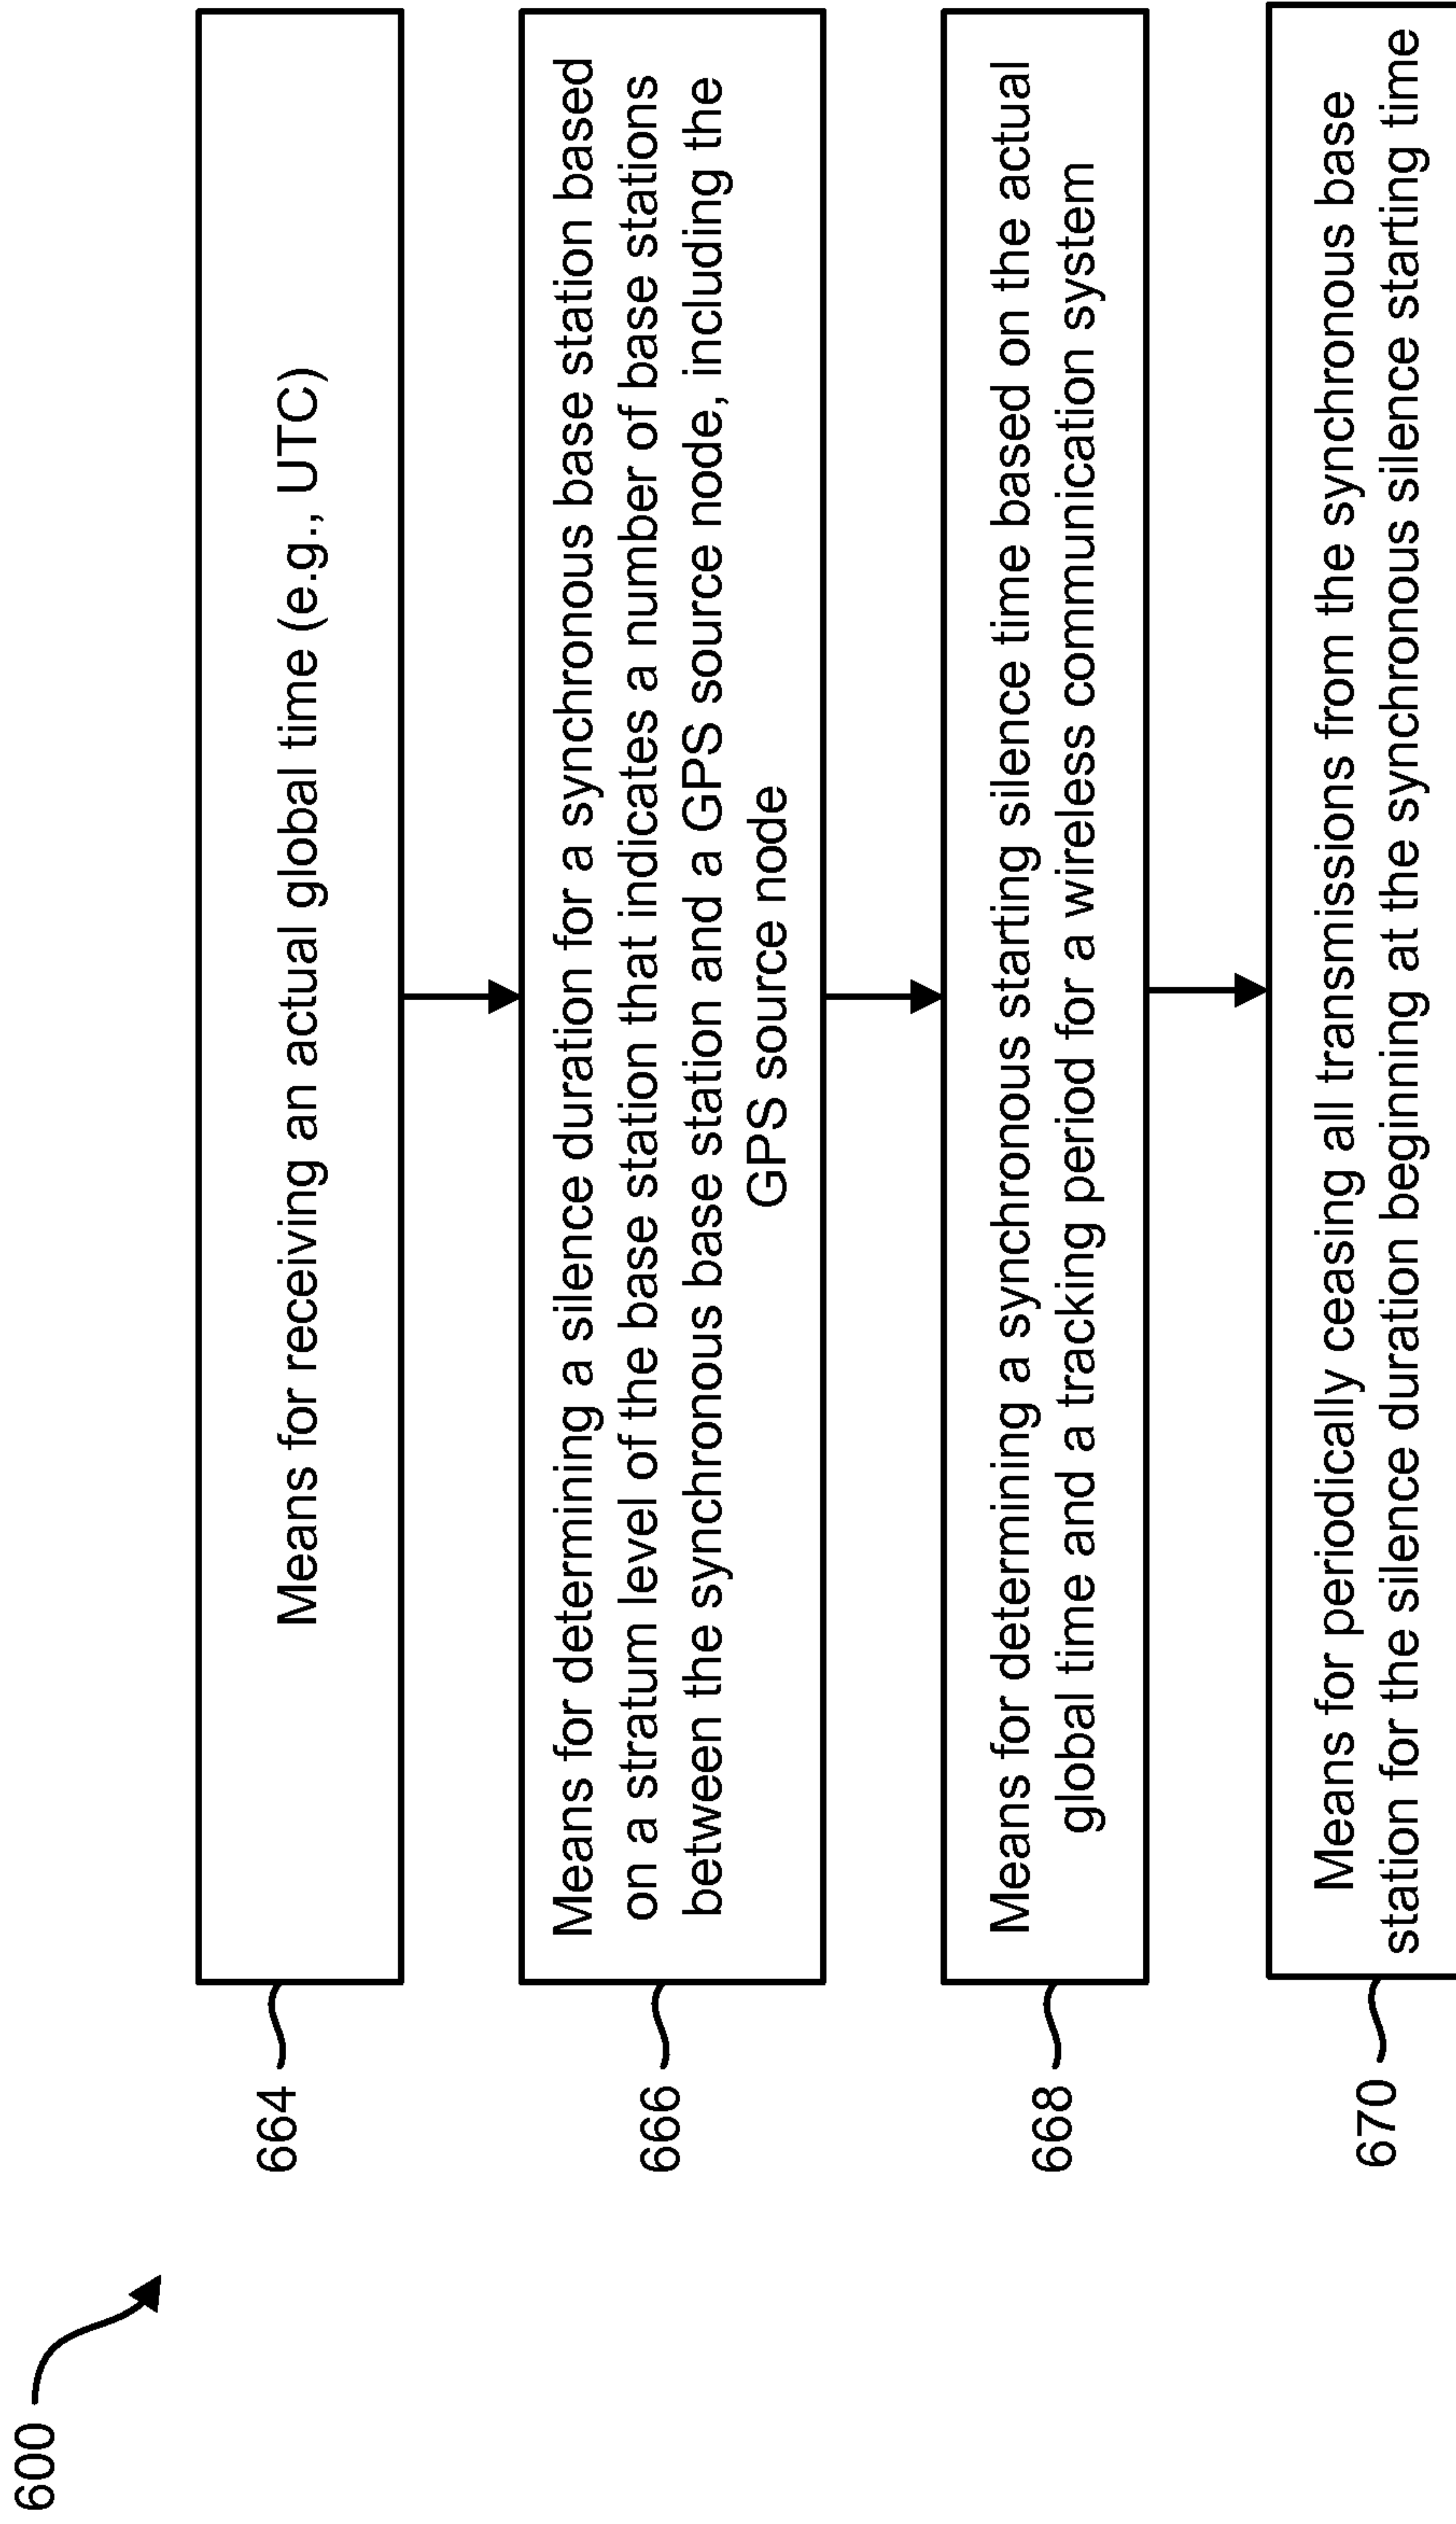 600
664
Means for receiving an actual global time (e.g., UTC)
666
Means for determining a silence duration for a synchronous base station based
on a stratum level of the base station that indicates a number of base stations
between the synchronous base station and a GPS source node, including the
GPS source node
668
Means for determining a synchronous starting silence time based on the actual
global time and a tracking period for a wireless communication system
670
Means for periodically ceasing all transmissions from the synchronous base
station for the silence duration beginning at the synchronous silence starting time